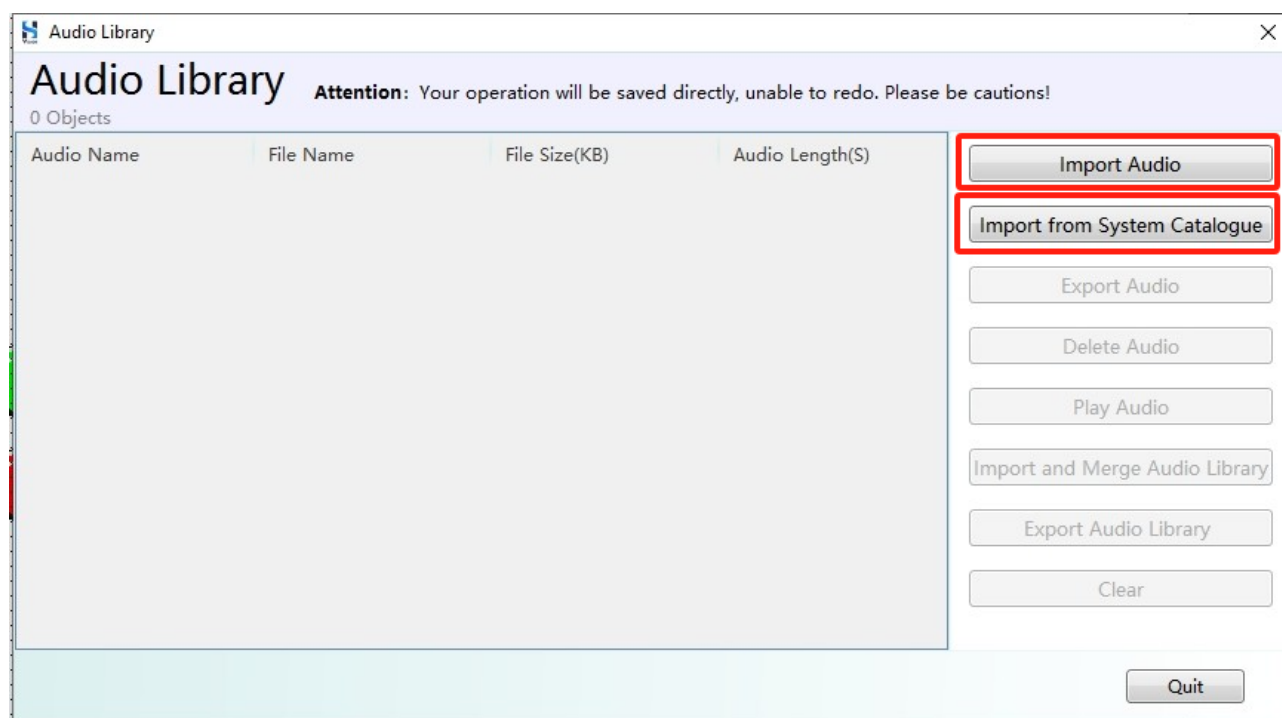 Audio Library
Audio Library Attention: Your operation will be saved directly, unable to redo. Please be cautions!
0 Objects
Audio Name File Name File Size(KB) Audio Length(S)
Import Audio
Import from System Catalogue
Export Audio
Delete Audio
Play Audio
Import and Merge Audio Library
Export Audio Library
Clear
Quit